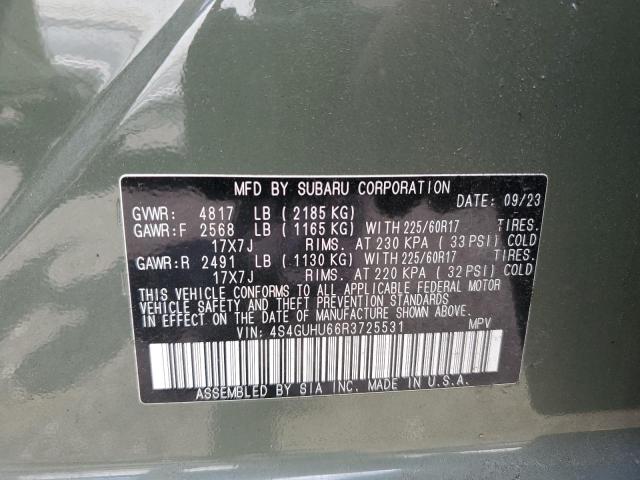 MFD BY SUBARU CORPORATION
DATE: 09/23
GVWR: 4817 LB (2185 KG)
GAWR:F 2568 LB (1165 KG) WITH 225/60R17 TIRES.
17X7J RIMS. AT 230 KPA (33 PSI) COLD
GAWR:R 2491 LB (1130 KG) WITH 225/60R17 TIRES.
17X7J RIMS. AT 220 KPA (32 PSI) COLD
THIS VEHICLE CONFORMS TO ALL APPLICABLE FEDERAL MOTOR
VEHICLE SAFETY AND THEFT PREVENTION STANDARDS
IN EFFECT ON THE DATE OF MANUFACTURE SHOWN ABOVE.
VIN: 4S4GUHU66R3725531 MPV
ASSEMBLED BY SIA INC. MADE IN U.S.A.